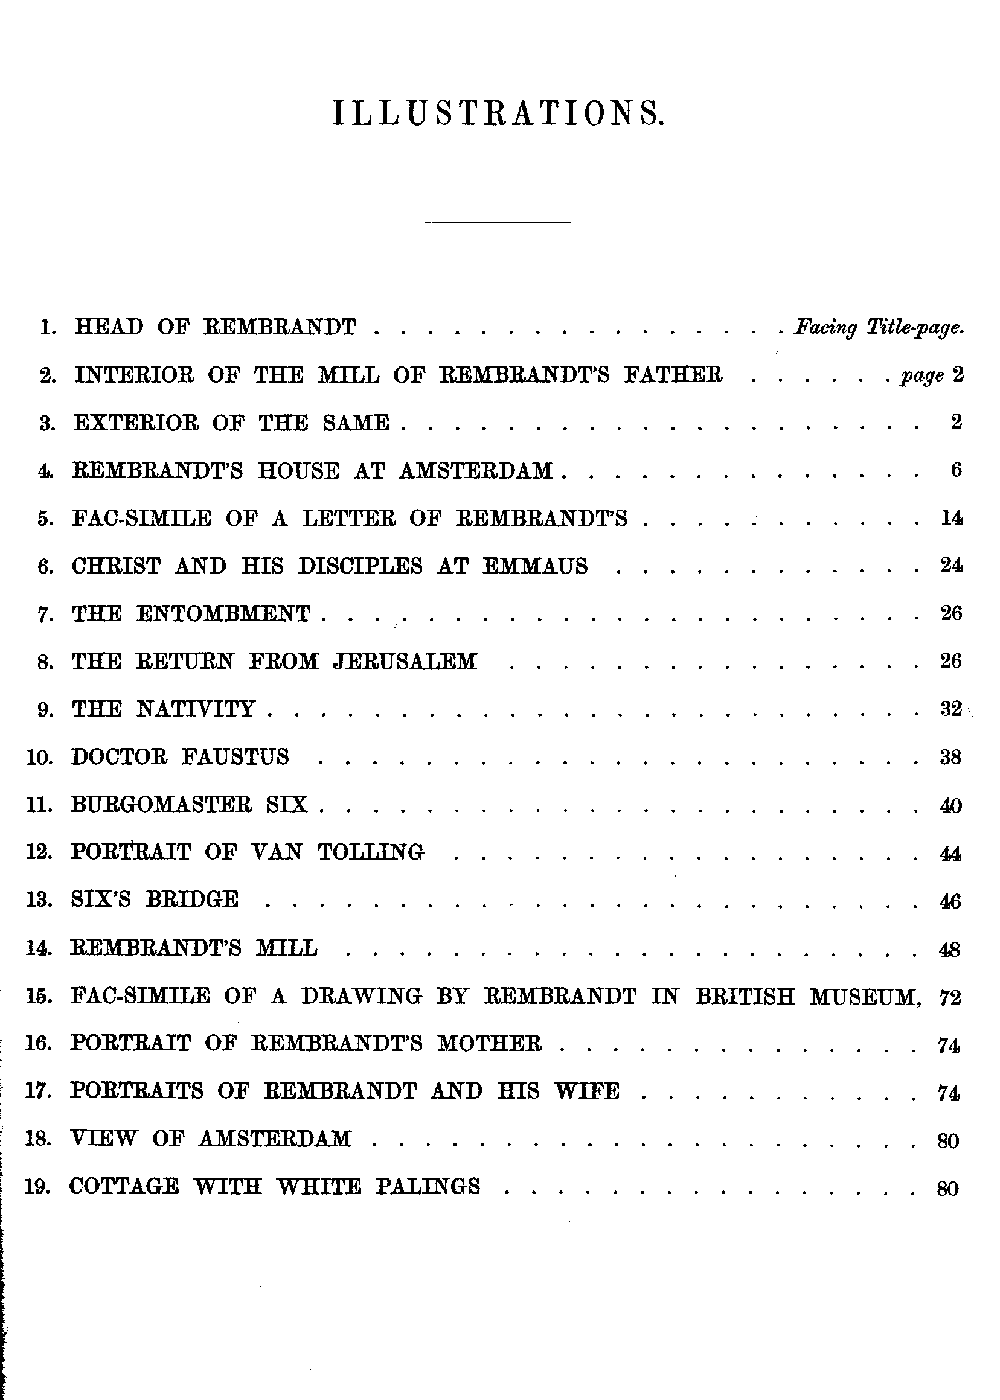 ILLUSTRATIONS.
1. HEAD OF REMBRANDT . . . . . . . . . . . . . . . . Facing Title-page.
2. INTERIOR OF THE MILL OF REMBRANDT'S FATHER . . . . . . page 2
3. EXTERIOR OF THE SAME . . . . . . . . . . . . . . . . . . . . 2
4. REMBRANDT'S HOUSE AT AMSTERDAM . . . . . . . . . . . . . . 6
5. FAC-SIMILE OF A LETTER OF REMBRANDT'S . . . . . . . . . . . 14
6. CHRIST AND HIS DISCIPLES AT EMMAUS . . . . . . . . . . . . 24
7. THE ENTOMBMENT . . . . . . . . . . . . . . . . . . . . . . . 26
8. THE RETURN FROM JERUSALEM . . . . . . . . . . . . . . . . 26
9. THE NATIVITY . . . . . . . . . . . . . . . . . . . . . . . . . 32
10. DOCTOR FAUSTUS . . . . . . . . . . . . . . . . . . . . . . . 38
11. BURGOMASTER SIX . . . . . . . . . . . . . . . . . . . . . . . 40
12. PORTRAIT OF VAN TOLLING . . . . . . . . . . . . . . . . . . 44
13. SIX'S BRIDGE . . . . . . . . . . . . . . . . . . . . . . . . . 46
14. REMBRANDT'S MILL . . . . . . . . . . . . . . . . . . . . . . 48
15. FAC-SIMILE OF A DRAWING BY REMBRANDT IN BRITISH MUSEUM, 72
16. PORTRAIT OF REMBRANDT'S MOTHER . . . . . . . . . . . . . . 74
17. PORTRAITS OF REMBRANDT AND HIS WIFE . . . . . . . . . . . 74
18. VIEW OF AMSTERDAM . . . . . . . . . . . . . . . . . . . . . 80
19. COTTAGE WITH WHITE PALINGS . . . . . . . . . . . . . . . . 80